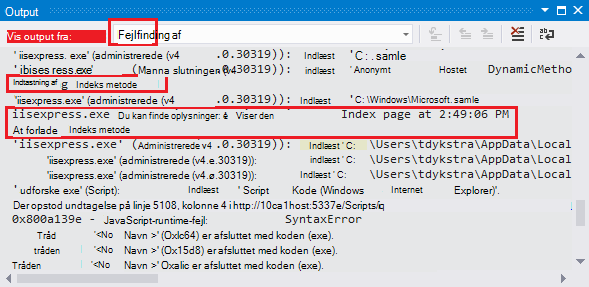 Output
Vis output fra: Fejlfinding af
'iisexpress. exe' (administrerede (v4 .0.30319)): Indlæst 'C: . samle
'ibises ress.exe' (Manna slutningen (v4 .0.30319)): Indlæst ' Anonymt Hostet DynamicMetho
Indtastning af g Indeks metode
'iisexpress.exe' (administrerede (v4 .0.30319)): Indlæst 'C:\Windows\Microsoft. samle
iisexpress.exe Du kan finde oplysninger: Viser den Index page at 2:49:06 PM
At forlade Indeks metode
'iisexpress.exe' (Administrerede v4 .0.30319)): Indlæst ' C: \Users\tdykstra\AppData\Local
'iisexpress.exe' (administrerede (v4.ø.30319)): indlæst ' C: \Users\tdykstra\AppData\Local
'iisexpress.exe' (administrerede (v4.ø.30319)): Indlæst ' C: \Users\tdykstra\AppData\Local
' udforske exe' (Script): Indlæst ' Script Kode (Windows Internet Explorer)'.
Der opstod undtagelse på linje 5108, kolonne 4 i http://10ca1host:5337e/Scripts/q
0x800a139e - JavaScript-runtime-fejl: SyntaxError
Tråd '<No Navn >' (Oxlc64) er afsluttet med koden (exe).
tråden '<No Navn >' (Ox15d8) er afsluttet med koden (exe).
Tråden '<No Navn >' Oxalio er afsluttet med koden (exe).